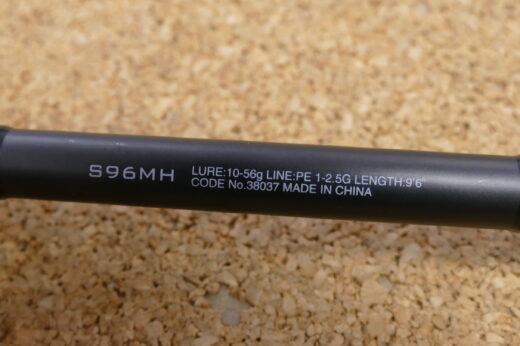 S96MH
LURE:10-56g LINE:PE 1-2.5G LENGTH:9'6"
CODE No.38037 MADE IN CHINA